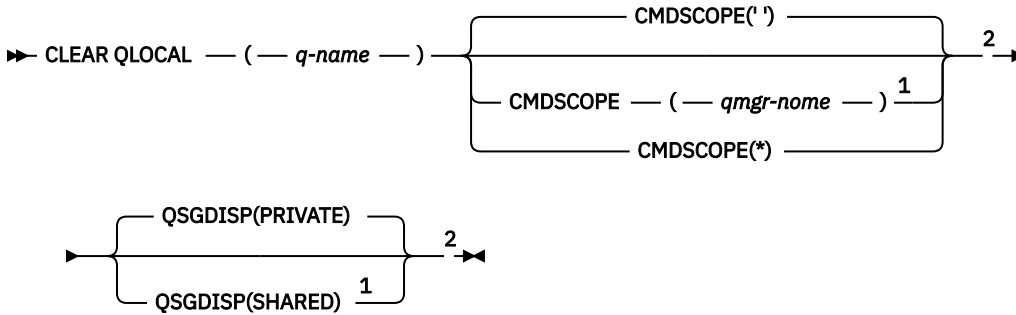 CMDSCOPE(' ')
CLEAR QLOCAL ( q-name ) 2
CMDSCOPE ( qmgr-nome ) 1
CMDSCOPE(*)
QSGDISP(PRIVATE)
2
QSGDISP(SHARED) 1